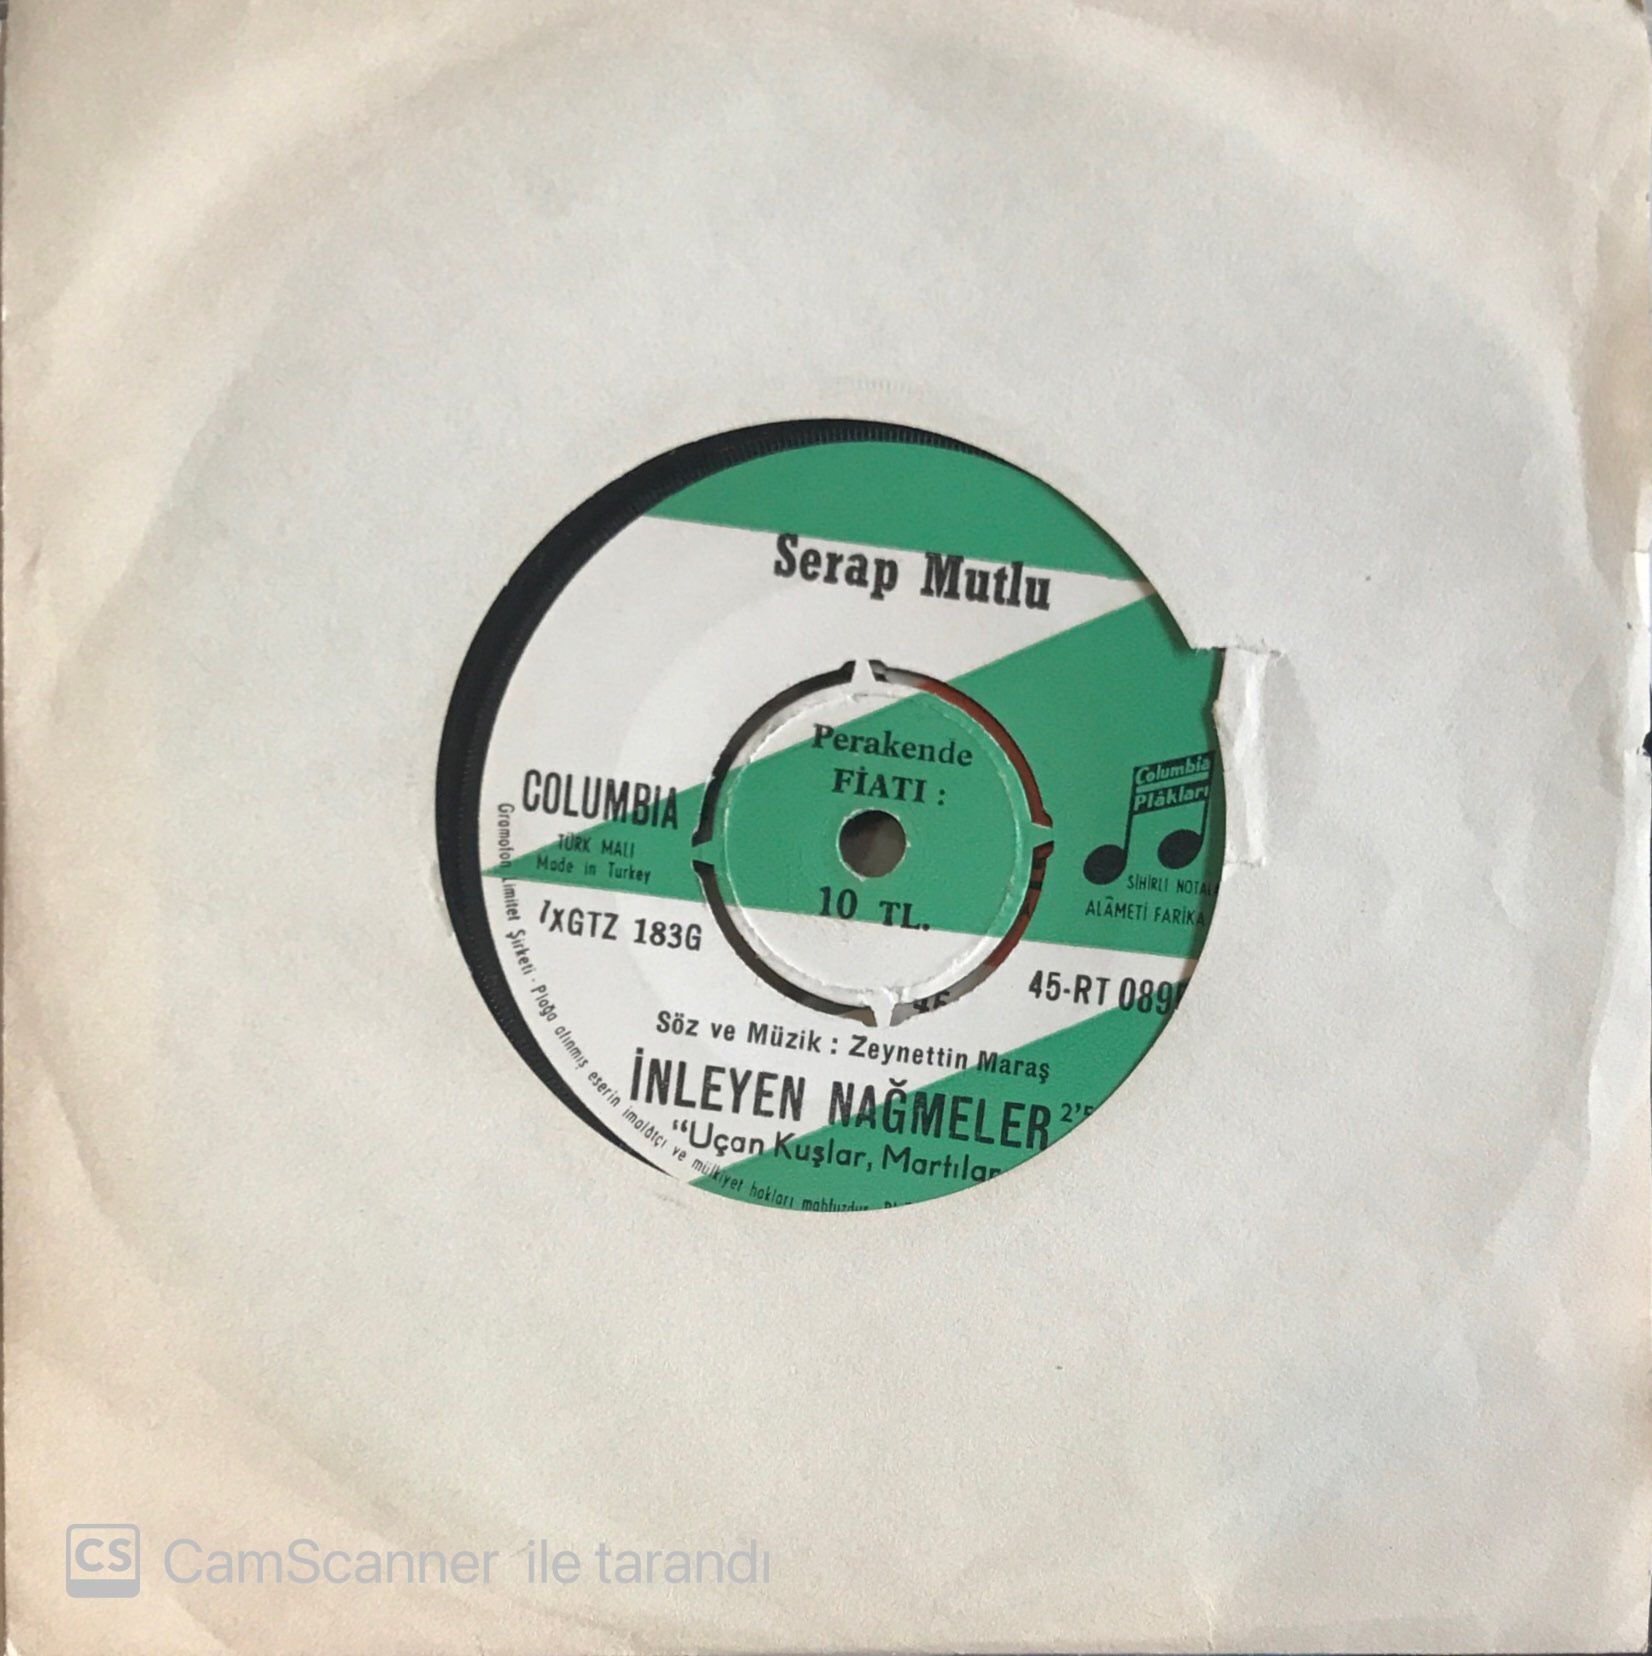 Serap Mutlu
Perakende
FİATI :
10 TL.
COLUMBIA
TÜRK MALI
Made in Turkey
7XGTZ 183G
Columbia
Plâkları
SİHİRLİ
ALÂMETİ FARİKA
45-RT
Söz ve Müzik : Zeynettin Maraş
İNLEYEN NAĞMELER
“Uçan Kuşlar, Martılar
Gramofon Limitet Şirketi - Plağa alınmış eserin imalâtçı ve mülkiyet hakları mahfuzdur.
CS CamScanner ile tarandı